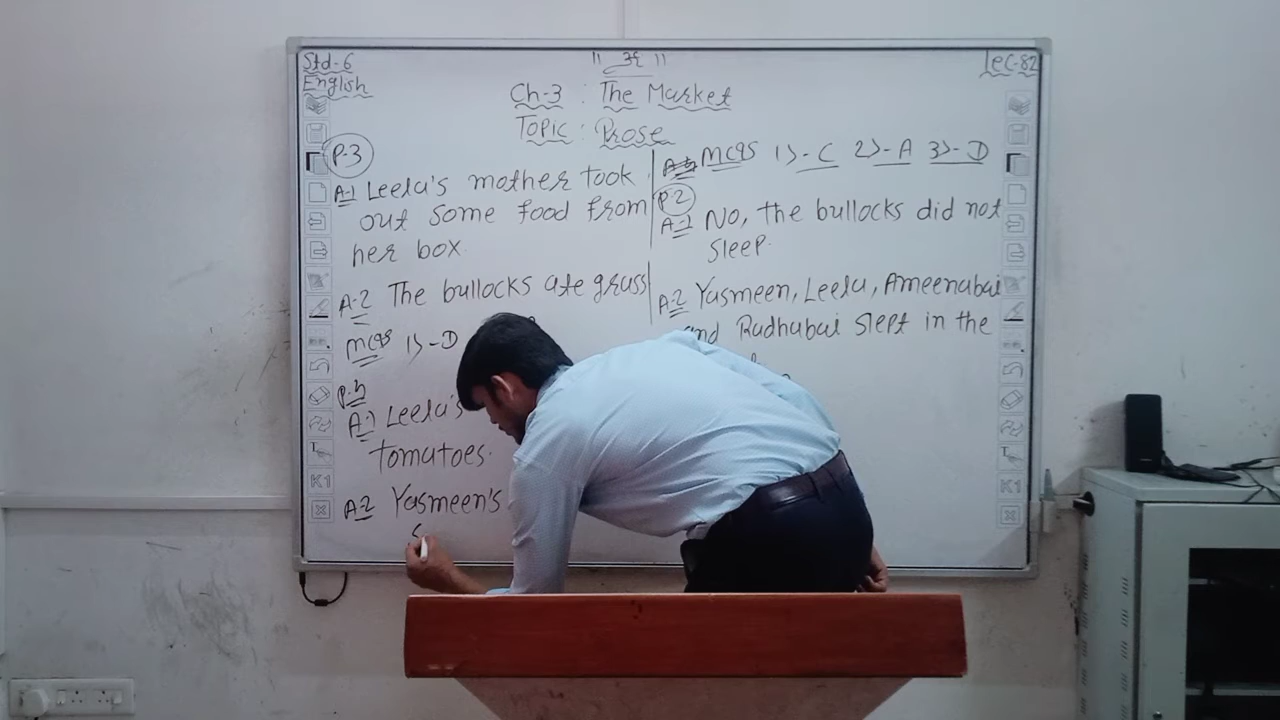 Std-6
English
" ૐ "
Lec-82
Ch-3 : The Market
Topic : Prose
P-3
A-1 Leela's mother took
out some food from
her box.
A-2 The bullocks ate grass
MCQS 1)-D
A-1 Leela's
tomatoes.
A-2 Yasmeen's
MCQS 1)-C 2)-A 3)-D
P-2
A-1 No, the bullocks did not
sleep.
A-2 Yasmeen, Leela, Ameenabai
and Radhabai slept in the
K1
K1